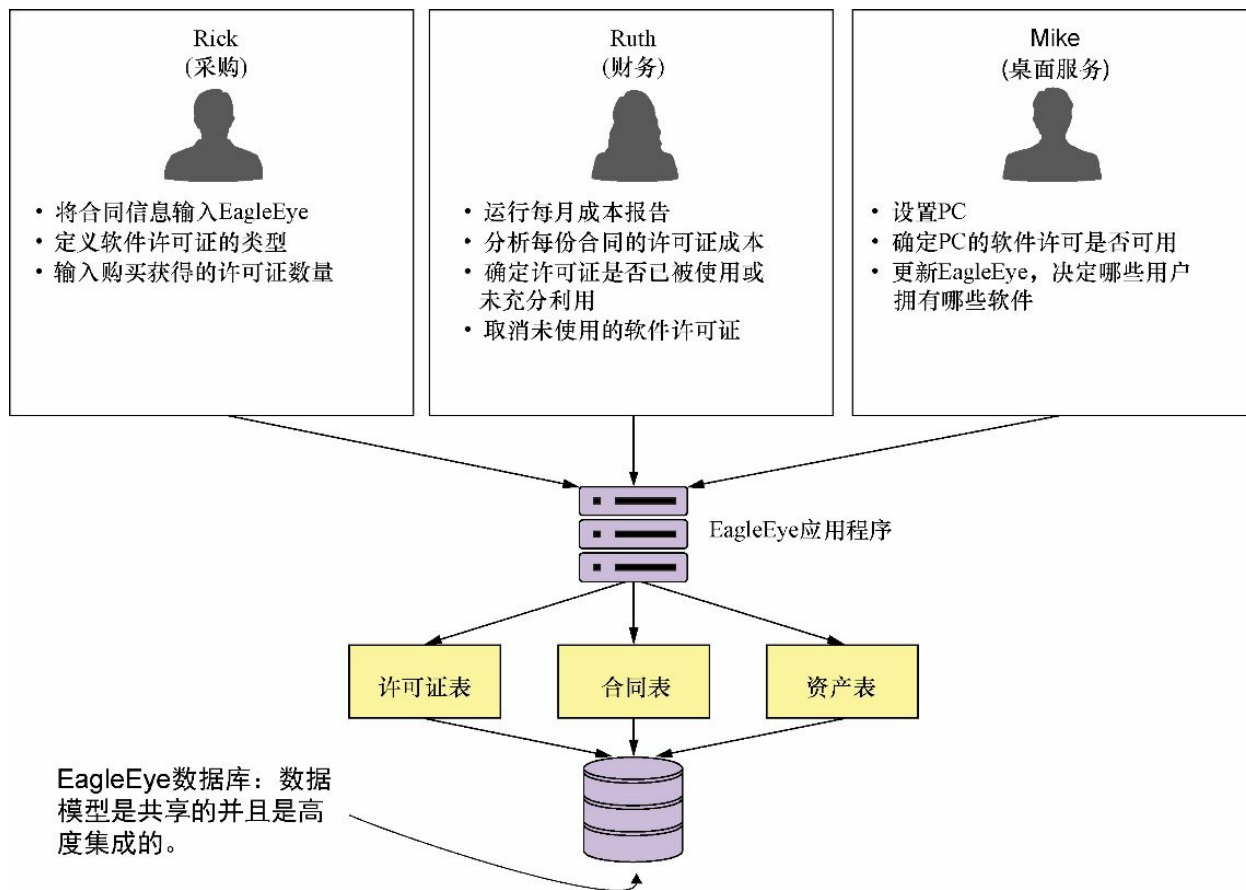 Rick
(采购)
• 将合同信息输入EagleEye
• 定义软件许可证的类型
• 输入购买获得的许可证数量
Ruth
(财务)
• 运行每月成本报告
• 分析每份合同的许可证成本
• 确定许可证是否已被使用或
未充分利用
• 取消未使用的软件许可证
Mike
(桌面服务)
• 设置PC
• 确定PC的软件许可是否可用
• 更新EagleEye，决定哪些用户
拥有哪些软件
EagleEye应用程序
许可证表
合同表
资产表
EagleEye数据库：数据
模型是共享的并且是高
度集成的。